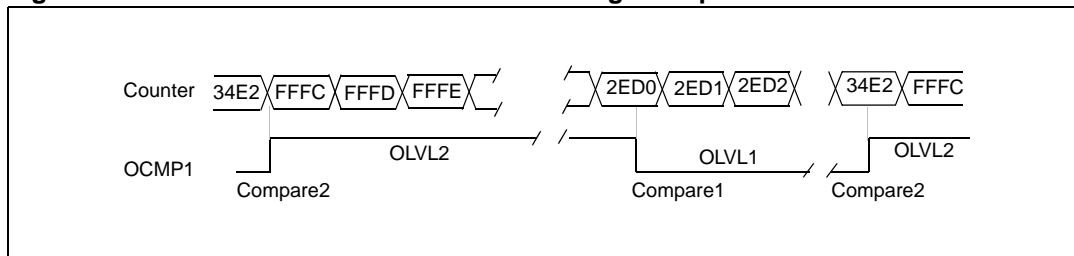 Counter 34E2 FFFC FFFD FFFE 2ED0 2ED1 2ED2 34E2 FFFC
OLVL2 OLVL1 OLVL2
OCMP1
Compare2 Compare1 Compare2